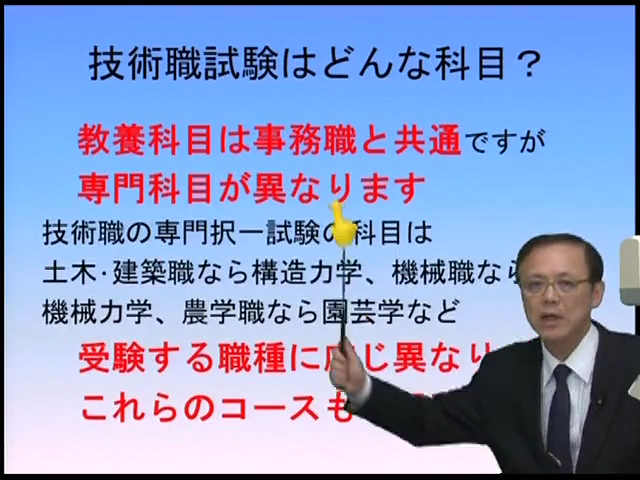 技術職試験はどんな科目？
教養科目は事務職と共通ですが
専門科目が異なります
技術職の専門択一試験の科目は
土木･建築職なら構造力学、機械職なら
機械力学、農学職なら園芸学など
受験する職種に応じ異なり
これらのコースも